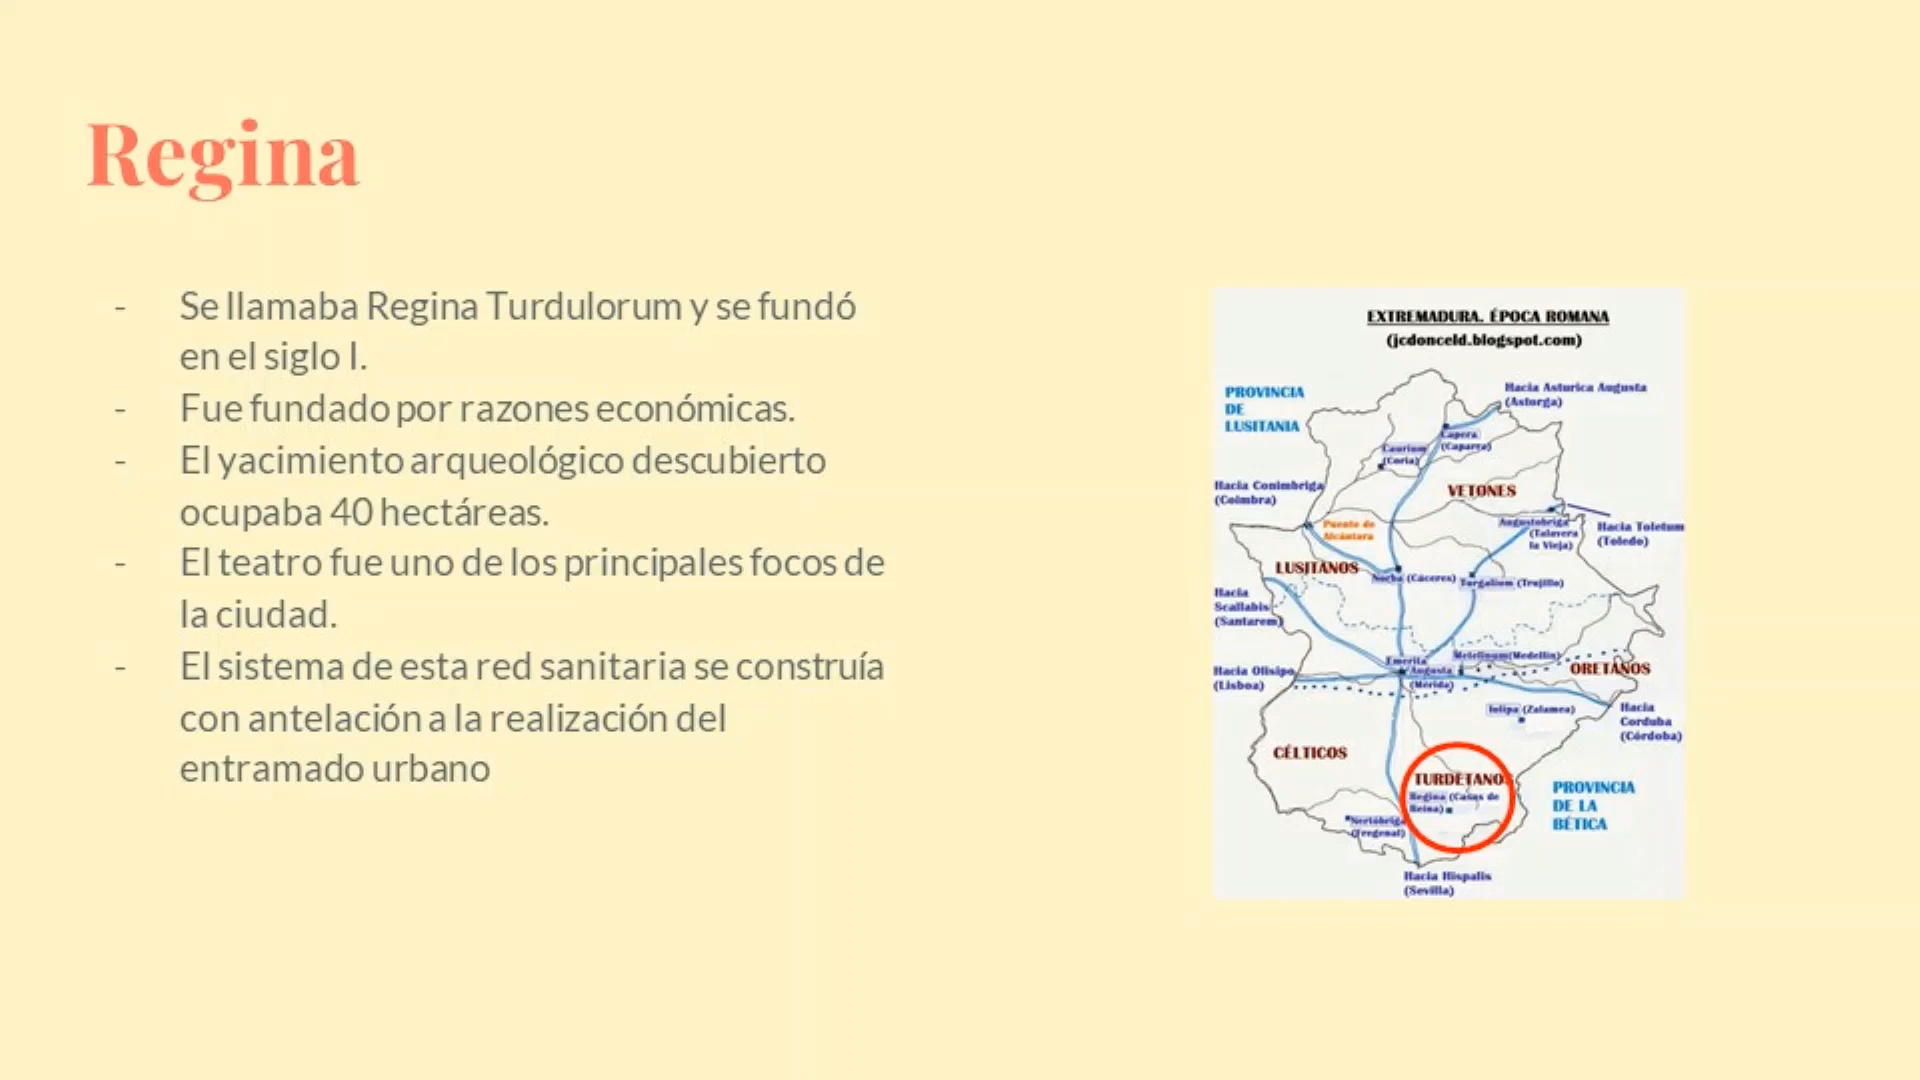 Regina
- Se llamaba Regina Turdulorum y se fundó
en el siglo I.
- Fue fundado por razones económicas.
- El yacimiento arqueológico descubierto
ocupaba 40 hectáreas.
- El teatro fue uno de los principales focos de
la ciudad.
- El sistema de esta red sanitaria se construía
con antelación a la realización del
entramado urbano
EXTREMADURA. ÉPOCA ROMANA
(jcdonceld.blogspot.com)
PROVINCIA
DE
LUSITANIA
Hacia Asturica Augusta
(Astorga)
Capera
(Caparra)
Caurium
(Coria)
Hacia Conimbriga
(Coimbra)
VETONES
Puente de
Alcántara
Augustobriga
(Talavera
la Vieja)
Hacia Toletum
(Toledo)
LUSITANOS
Norba (Cáceres)
Turgalium (Trujillo)
Hacia
Scallabis
(Santarem)
Emerita
Augusta
(Mérida)
Metelinum(Medellín)
ORETANOS
Hacia Olisipo
(Lisboa)
Iulipa (Zalamea)
Hacia
Corduba
(Córdoba)
CÉLTICOS
TURDETANO
Regina (Casas de
Reina)
PROVINCIA
DE LA
BÉTICA
Nertobriga
(Fregenal)
Hacia Hispalis
(Sevilla)